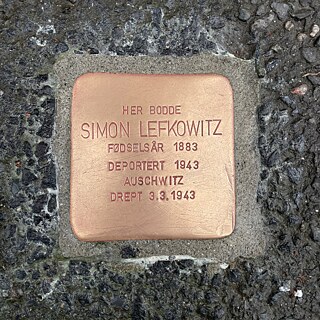 HER BODDE
SIMON LEFKOWITZ
FØDSELSÅR 1883
DEPORTERT 1943
AUSCHWITZ
DREPT 3.3.1943